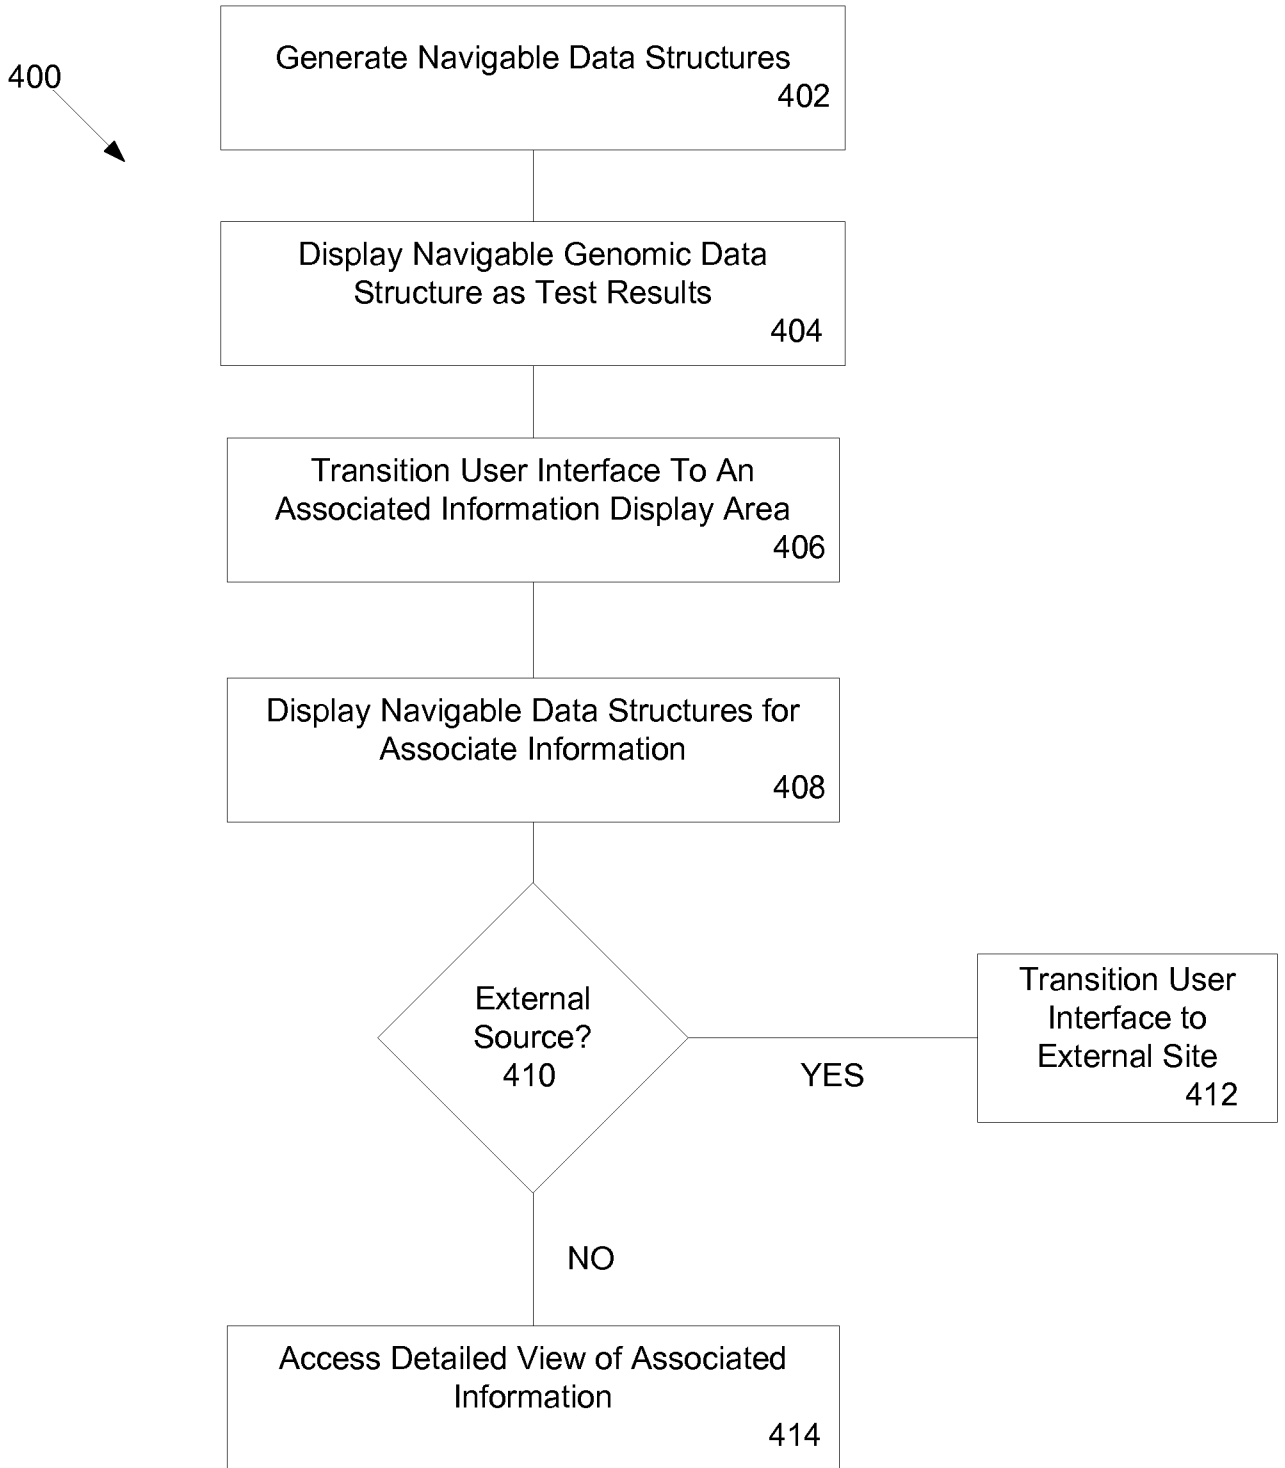 Generate Navigable Data Structures
402
400
Display Navigable Genomic Data
Structure as Test Results
404
Transition User Interface To An
Associated Information Display Area
406
Display Navigable Data Structures for
Associate Information
408
External
Source?
410
YES
Transition User
Interface to
External Site
412
NO
Access Detailed View of Associated
Information
414